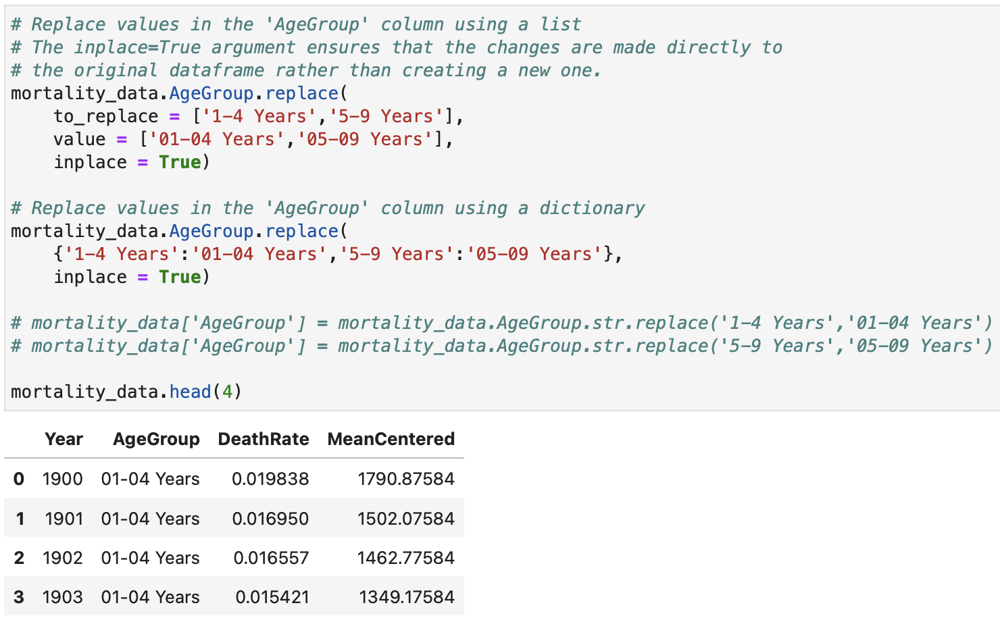 # Replace values in the 'AgeGroup' column using a list
# The inplace=True argument ensures that the changes are made directly to
# the original dataframe rather than creating a new one.
mortality_data.AgeGroup.replace(
    to_replace = ['1-4 Years','5-9 Years'],
    value = ['01-04 Years','05-09 Years'],
    inplace = True)
# Replace values in the 'AgeGroup' column using a dictionary
mortality_data.AgeGroup.replace(
    {'1-4 Years':'01-04 Years','5-9 Years':'05-09 Years'},
    inplace = True)
# mortality_data['AgeGroup'] = mortality_data.AgeGroup.str.replace('1-4 Years','01-04 Years')
# mortality_data['AgeGroup'] = mortality_data.AgeGroup.str.replace('5-9 Years','05-09 Years')
mortality_data.head(4)
Year AgeGroup DeathRate MeanCentered
0 1900 01-04 Years 0.019838 1790.87584
1 1901 01-04 Years 0.016950 1502.07584
2 1902 01-04 Years 0.016557 1462.77584
3 1903 01-04 Years 0.015421 1349.17584